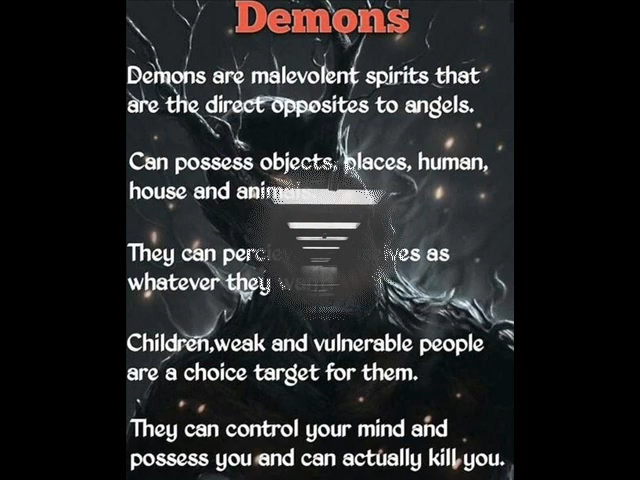 Demons
Demons are malevolent spirits that
are the direct opposites to angels.
Can possess objects, places, human,
house and animals.
They can as
whatever they
Children,weak and vulnerable people
are a choice target for them.
They can control your mind and
possess you and can actually kill you.